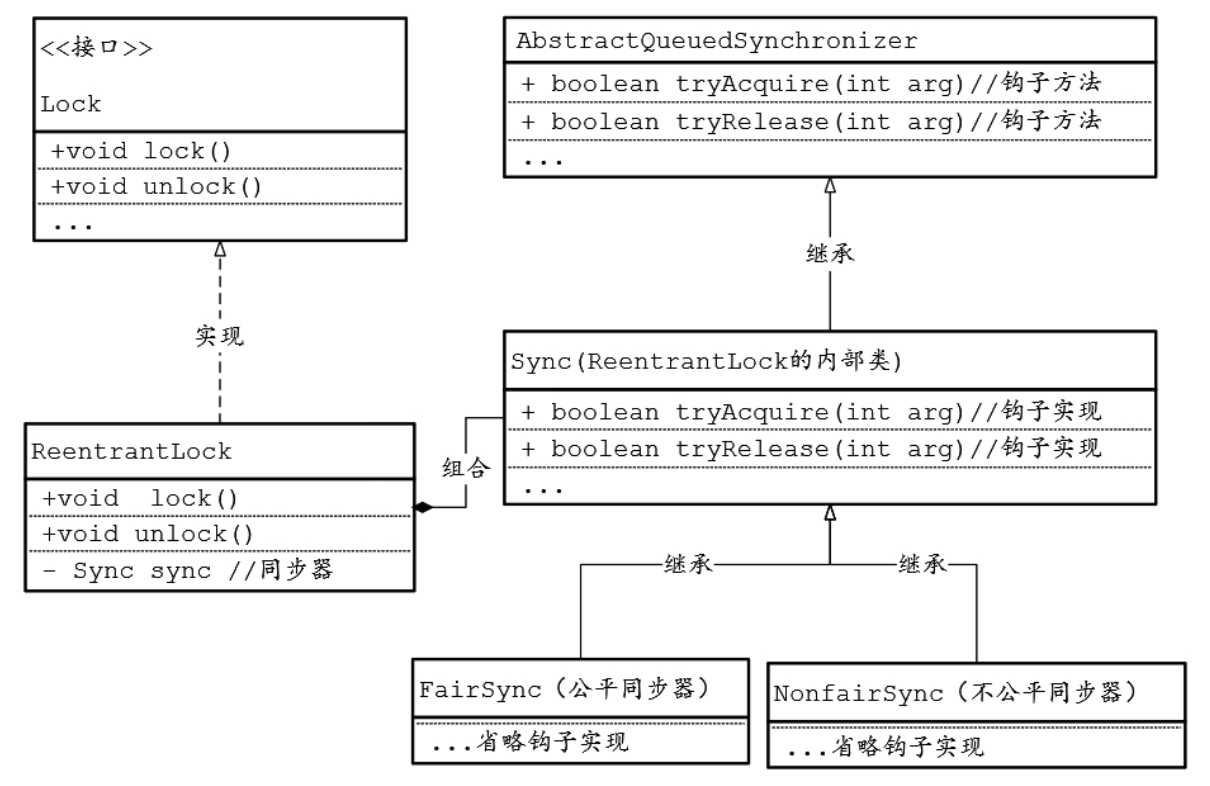 <<接口>>
Lock
+void lock()
+void unlock()
...
AbstractQueuedSynchronizer
+ boolean tryAcquire(int arg)//钩子方法
+ boolean tryRelease(int arg)//钩子方法
...
继承
实现
Sync(ReentrantLock的内部类)
+ boolean tryAcquire(int arg)//钩子实现
+ boolean tryRelease(int arg)//钩子实现
...
ReentrantLock
+void lock()
+void unlock()
- Sync sync //同步器
组合
继承
继承
FairSync（公平同步器）
...省略钩子实现
NonfairSync（不公平同步器）
...省略钩子实现